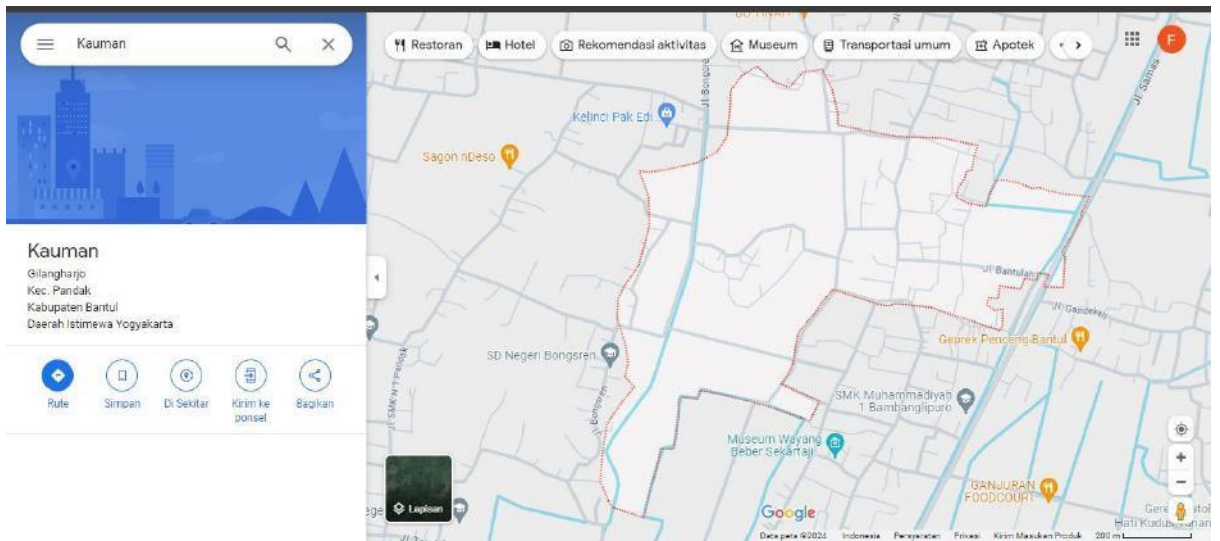 Kauman
Restoran
Hotel
Rekomendasi aktivitas
Museum
Transportasi umum
Apotek
F
Kauman
Gilangharjo
Kec. Pandak
Kabupaten Bantul
Daerah Istimewa Yogyakarta
Rute
Simpan
Di Sekitar
Kirim ke
ponsel
Bagikan
Jl. Samas
Kelinci Pak Edi
Sagon nDeso
Jl. Bantulan
Geprek Penceng Bantul
SD Negeri Bongsren
Jl. SMK N 1 Pandak
Jl. Bongsren
SMK Muhammadiyah
1 Bambanglipuro
Museum Wayang
Beber Sekartaji
GANJURAN
FOODCOURT
Lapisan
Google
Data peta ©2024 Indonesia Persyaratan Privasi Kirim Masukan Produk 200 m